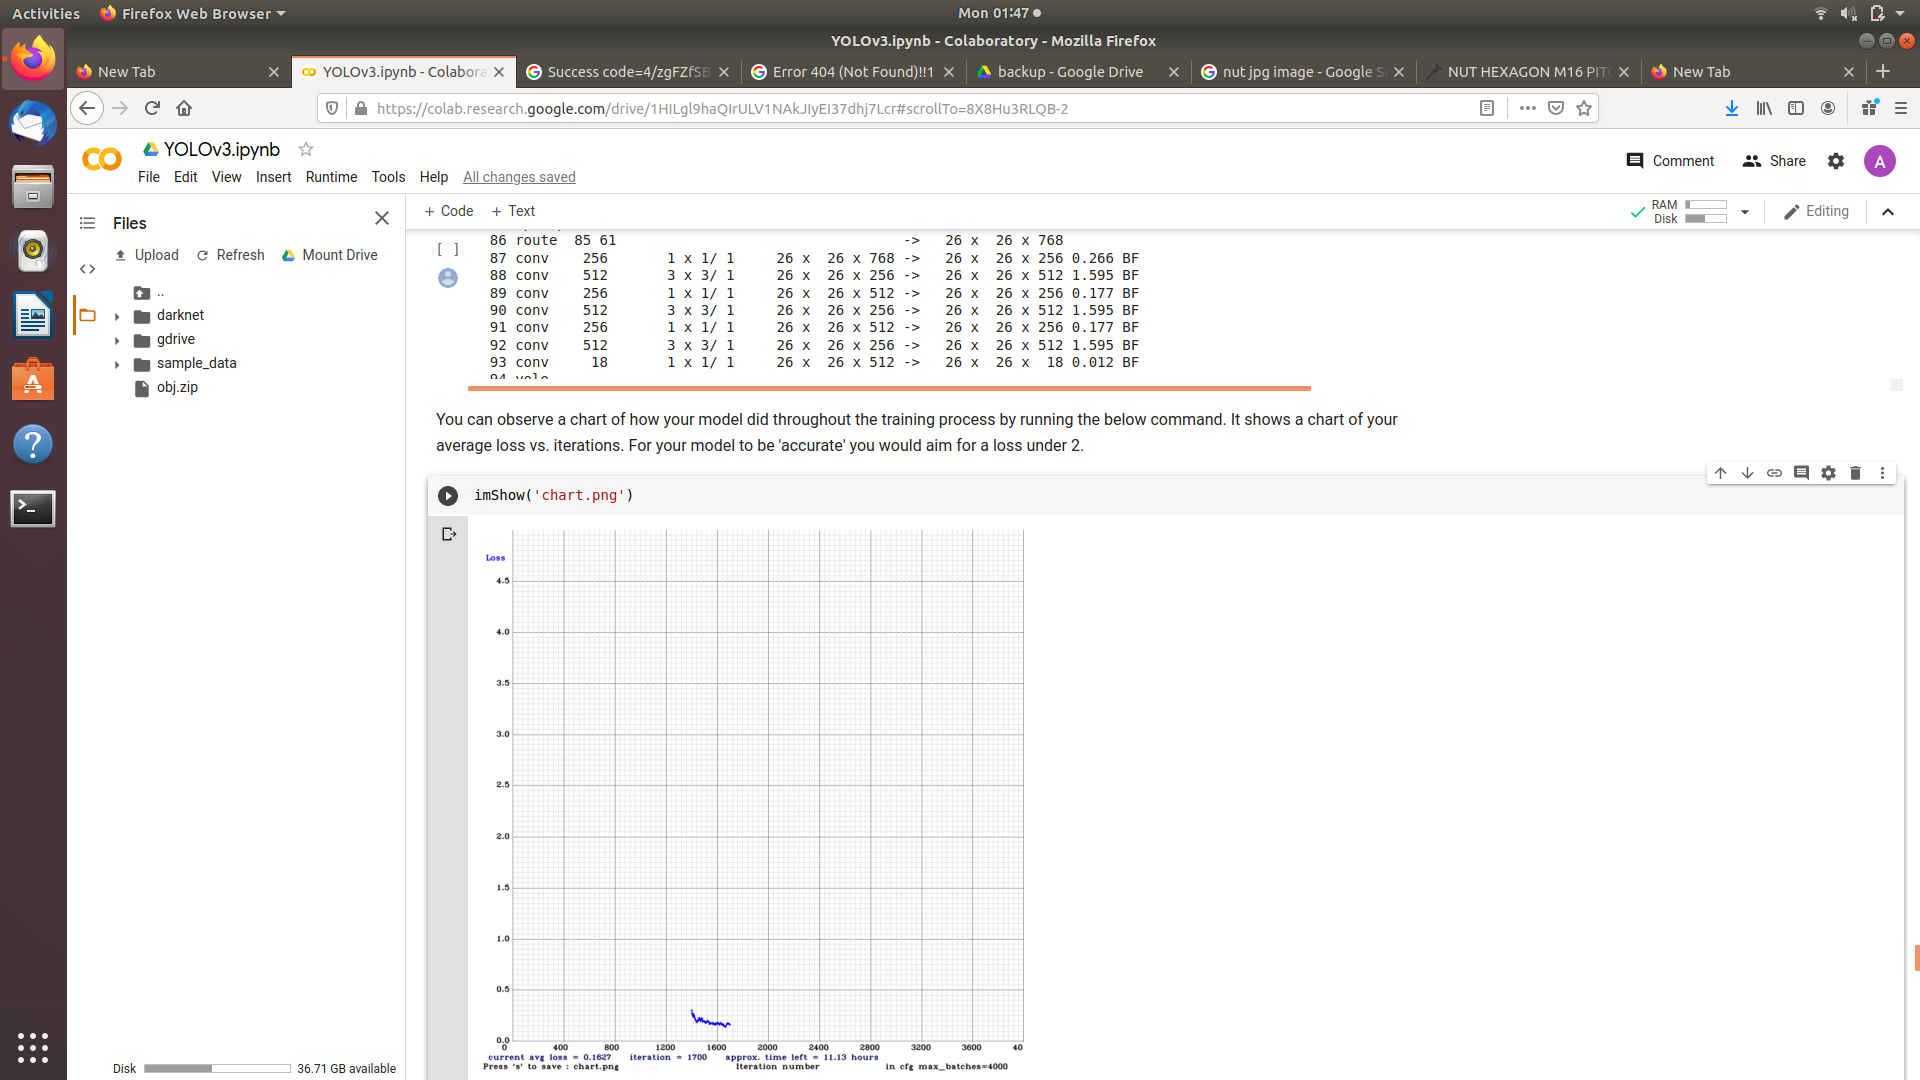 Activities
Firefox Web Browser
Mon 01:47
YOLOv3.ipynb - Colaboratory - Mozilla Firefox
New Tab
YOLOv3.ipynb - Colabora
Success code=4/zgFZfSB
Error 404 (Not Found)!!1
backup - Google Drive
nut jpg image - Google S
NUT HEXAGON M16 PITC
New Tab
https://colab.research.google.com/drive/1HILgl9haQIrULV1NAkJIyEI37dhj7Lcr#scrollTo=8X8Hu3RLQB-2
YOLOv3.ipynb
Comment
Share
A
File Edit View Insert Runtime Tools Help All changes saved
Files
+ Code + Text
RAM
Disk
Editing
Upload Refresh Mount Drive
..
darknet
gdrive
sample_data
obj.zip
[ ]
86 route 85 61 -> 26 x 26 x 768
87 conv 256 1 x 1/ 1 26 x 26 x 768 -> 26 x 26 x 256 0.266 BF
88 conv 512 3 x 3/ 1 26 x 26 x 256 -> 26 x 26 x 512 1.595 BF
89 conv 256 1 x 1/ 1 26 x 26 x 512 -> 26 x 26 x 256 0.177 BF
90 conv 512 3 x 3/ 1 26 x 26 x 256 -> 26 x 26 x 512 1.595 BF
91 conv 256 1 x 1/ 1 26 x 26 x 512 -> 26 x 26 x 256 0.177 BF
92 conv 512 3 x 3/ 1 26 x 26 x 256 -> 26 x 26 x 512 1.595 BF
93 conv 18 1 x 1/ 1 26 x 26 x 512 -> 26 x 26 x 18 0.012 BF
94 yolo
You can observe a chart of how your model did throughout the training process by running the below command. It shows a chart of your
average loss vs. iterations. For your model to be 'accurate' you would aim for a loss under 2.
imShow('chart.png')
Loss
4.5
4.0
3.5
3.0
2.5
2.0
1.5
1.0
0.5
0.0
0 400 800 1200 1600 2000 2400 2800 3200 3600 40
current avg loss = 0.1627 iteration = 1700 approx. time left = 11.13 hours
Press 's' to save : chart.png Iteration number in cfg max_batches=4000
Disk 36.71 GB available